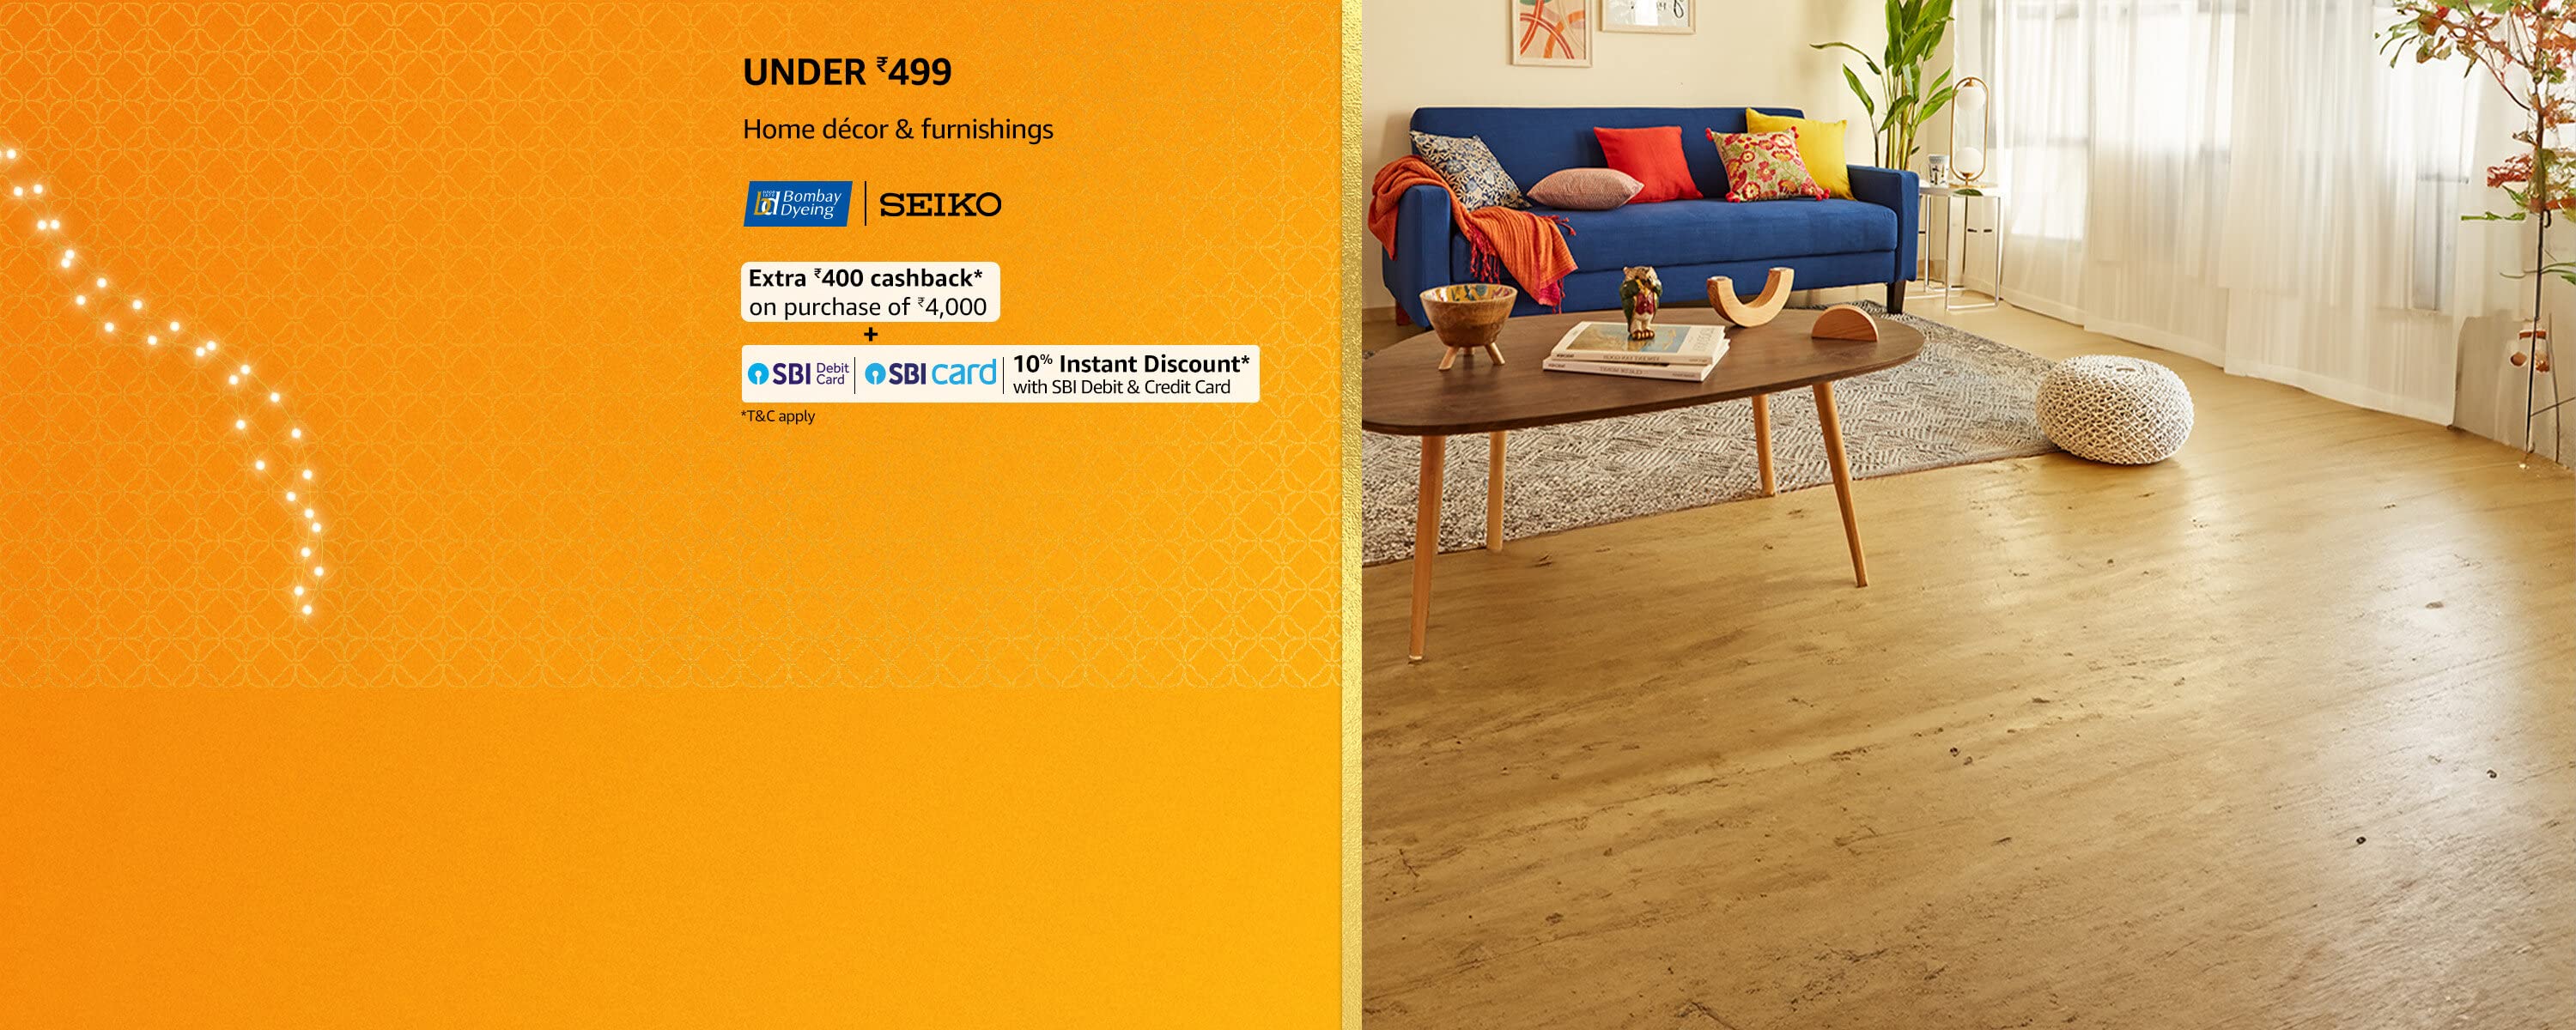 UNDER ₹499
Home décor & furnishings
bd Bombay
Dyeing
SEIKO
Extra ₹400 cashback*
on purchase of ₹4,000
+
SBI Debit
Card
SBI card
10% Instant Discount*
with SBI Debit & Credit Card
*T&C apply